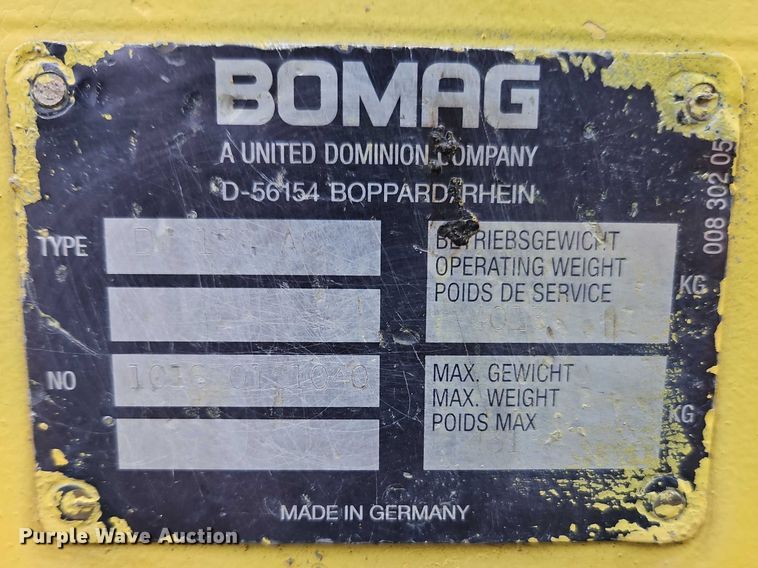 BOMAG
A UNITED DOMINION COMPANY
D-56154 BOPPARD/RHEIN
008 302 05
TYPE
BETRIEBSGEWICHT
OPERATING WEIGHT
POIDS DE SERVICE
KG
NO
MAX. GEWICHT
MAX. WEIGHT
POIDS MAX
KG
MADE IN GERMANY
Purple Wave Auction